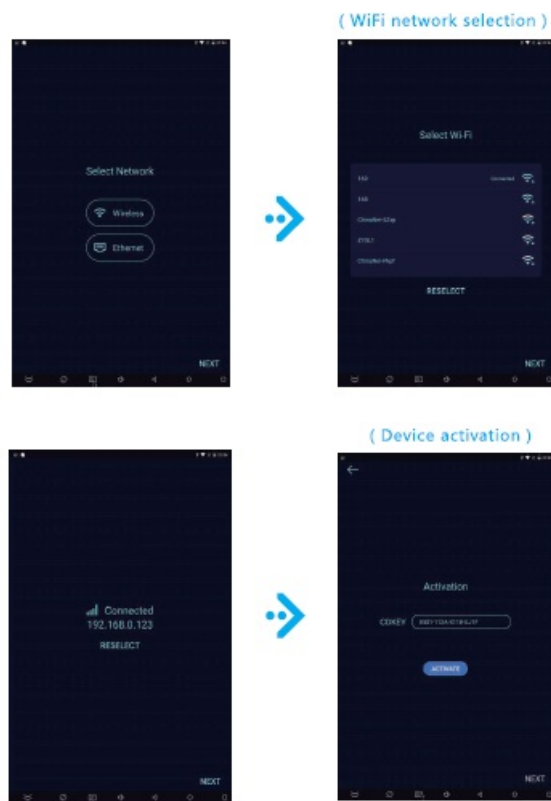 ( WiFi network selection )
Select Network
Wireless
Ethernet
NEXT
Select Wi-Fi
Connected
RESELECT
NEXT
( Device activation )
Connected
192.168.0.123
RESELECT
NEXT
Activation
CDKEY
ACTIVATE
NEXT